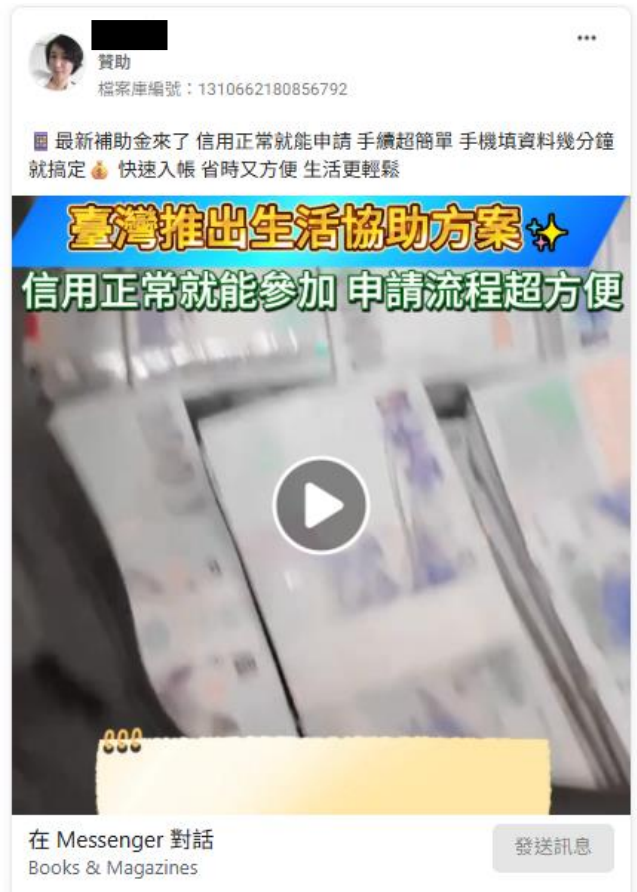 贊助
檔案庫編號：1310662180856792
🎰 最新補助金來了 信用正常就能申請 手續超簡單 手機填資料幾分鐘
就搞定💰 快速入帳 省時又方便 生活更輕鬆
臺灣推出生活協助方案✨
信用正常就能參加 申請流程超方便
在 Messenger 對話
Books & Magazines
發送訊息